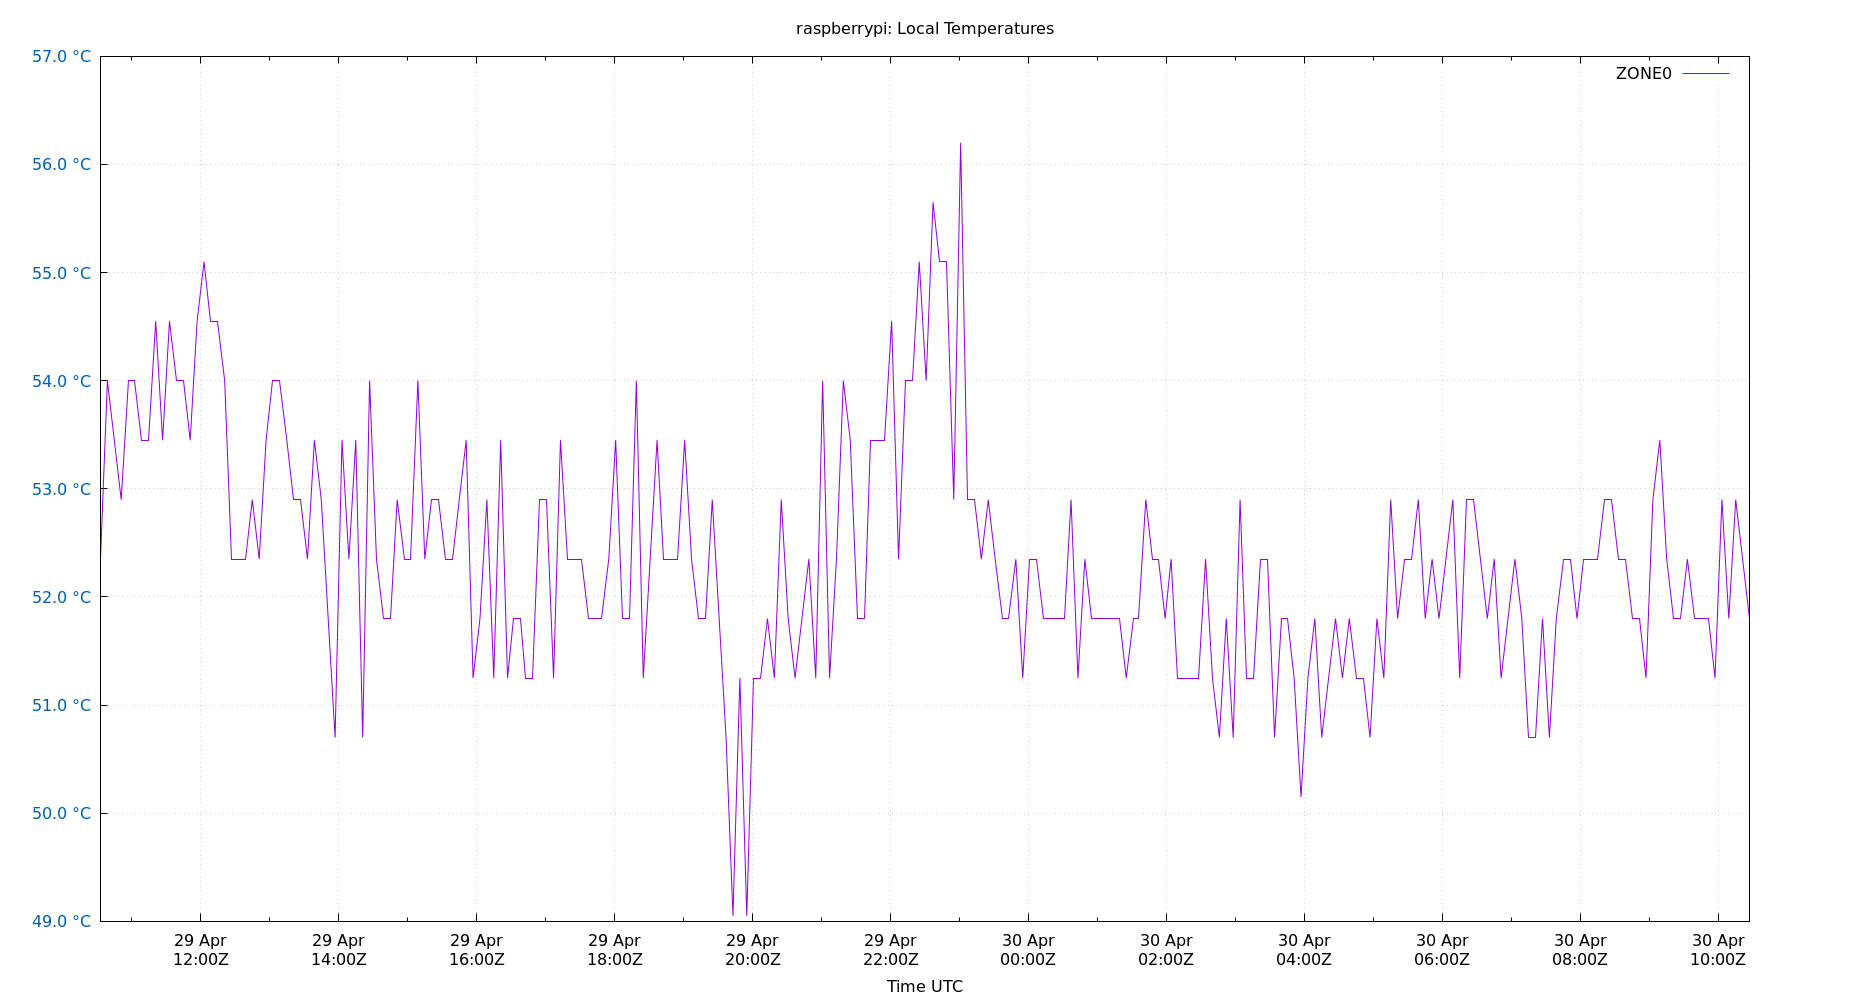 raspberrypi: Local Temperatures
57.0 °C
ZONE0
56.0 °C
55.0 °C
54.0 °C
53.0 °C
52.0 °C
51.0 °C
50.0 °C
49.0 °C
29 Apr 29 Apr 29 Apr 29 Apr 29 Apr 29 Apr 30 Apr 30 Apr 30 Apr 30 Apr 30 Apr 30 Apr
12:00Z 14:00Z 16:00Z 18:00Z 20:00Z 22:00Z 00:00Z 02:00Z 04:00Z 06:00Z 08:00Z 10:00Z
Time UTC